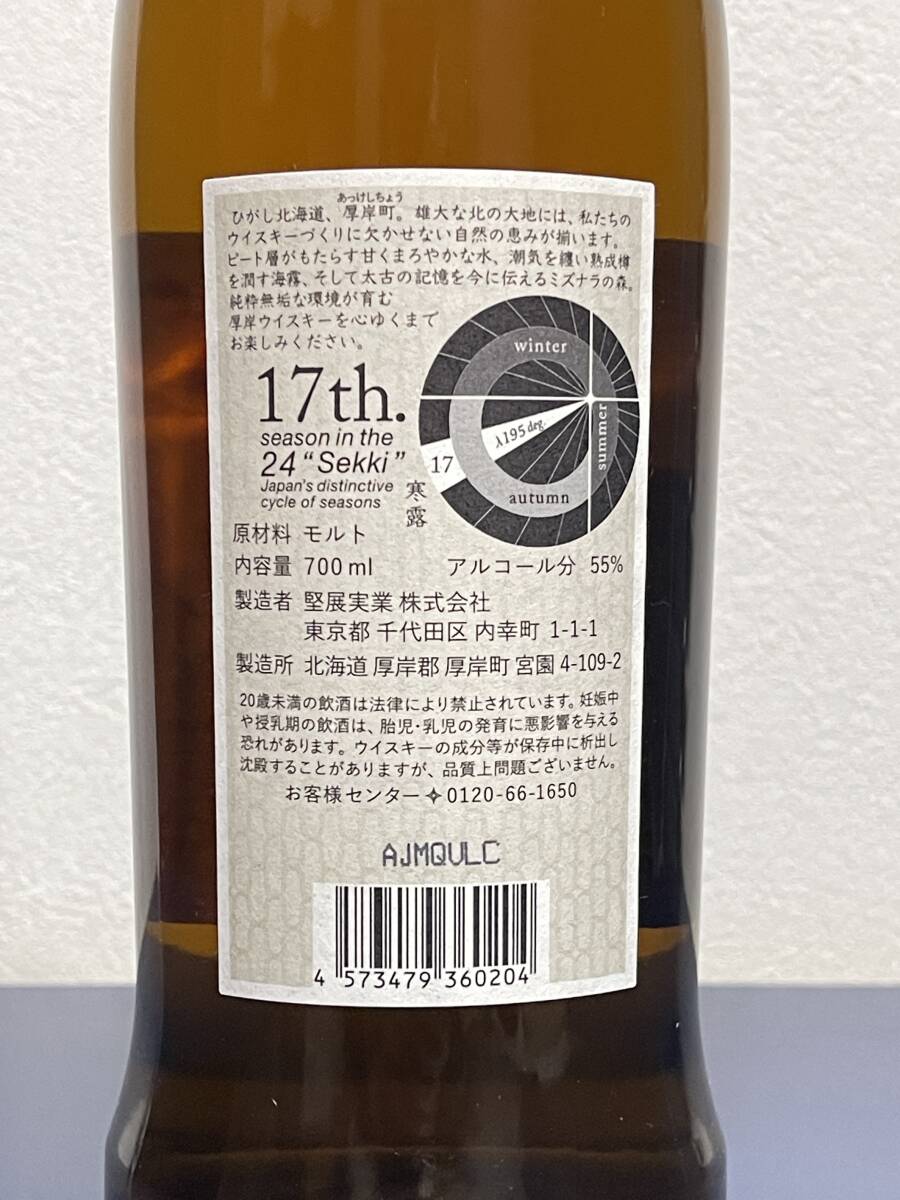 あっけしちょう
ひがし北海道、厚岸町。雄大な北の大地には、私たちの
ウイスキーづくりに欠かせない自然の恵みが揃います。
ピート層がもたらす甘くまろやかな水、潮気を纏い熟成樽
を潤す海霧、そして太古の記憶を今に伝えるミズナラの森。
純粋無垢な環境が育む
厚岸ウイスキーを心ゆくまで
お楽しみください。
winter
summer
autumn
λ195 deg.
17
17th.
season in the
24 “Sekki”
Japan's distinctive
cycle of seasons
寒露
原材料 モルト
内容量 700 ml アルコール分 55%
製造者 堅展実業 株式会社
東京都 千代田区 内幸町 1-1-1
製造所 北海道 厚岸郡 厚岸町 宮園 4-109-2
20歳未満の飲酒は法律により禁止されています。妊娠中
や授乳期の飲酒は、胎児・乳児の発育に悪影響を与える
恐れがあります。ウイスキーの成分等が保存中に析出し
沈殿することがありますが、品質上問題ございません。
お客様センター✧0120-66-1650
AJMQVLC
4 573479 360204